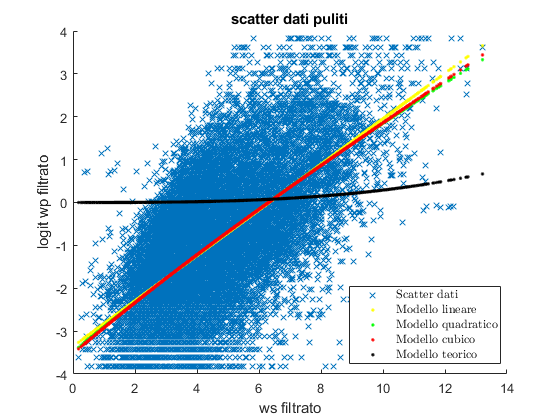 scatter dati puliti
4
3
2
1
0
-1
-2
-3
-4
logit wp filtrato
0 2 4 6 8 10 12 14
ws filtrato
Scatter dati
Modello lineare
Modello quadratico
Modello cubico
Modello teorico